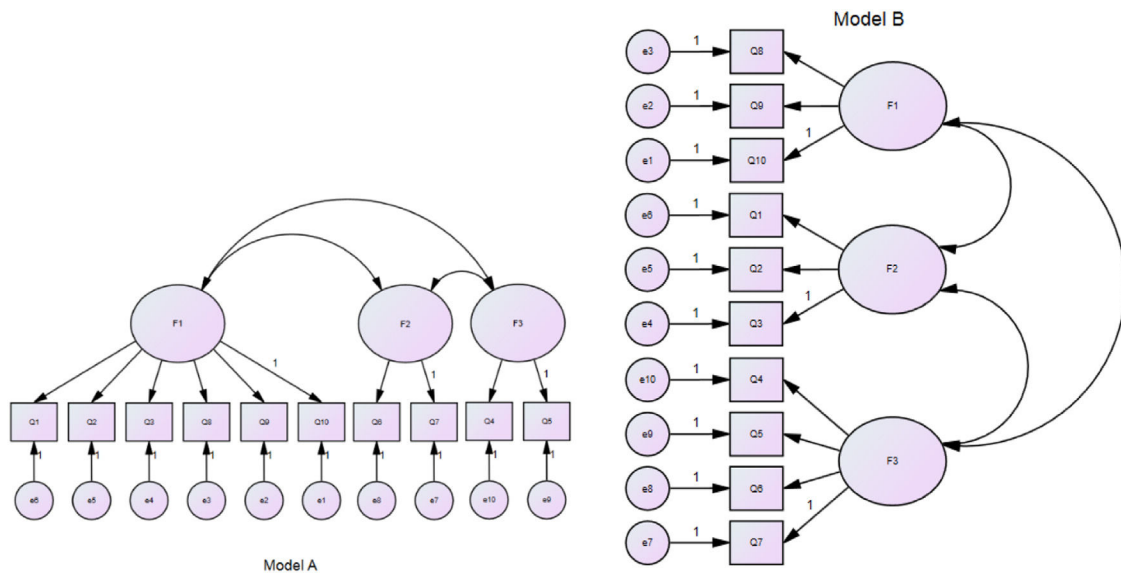 Model B
e3 1 Q8
F1
e2 1 Q9
e1 1 Q10 1
e6 1 Q1
e5 1 Q2 F2
e4 1 Q3 1
e10 1 Q4
e9 1 Q5
F3
e8 1 Q6
e7 1 Q7 1
F1 F2 F3
1 1 1
Q1 Q2 Q3 Q8 Q9 Q10 Q6 Q7 Q4 Q5
1 1 1 1 1 1 1 1 1 1
e6 e5 e4 e3 e2 e1 e8 e7 e10 e9
Model A